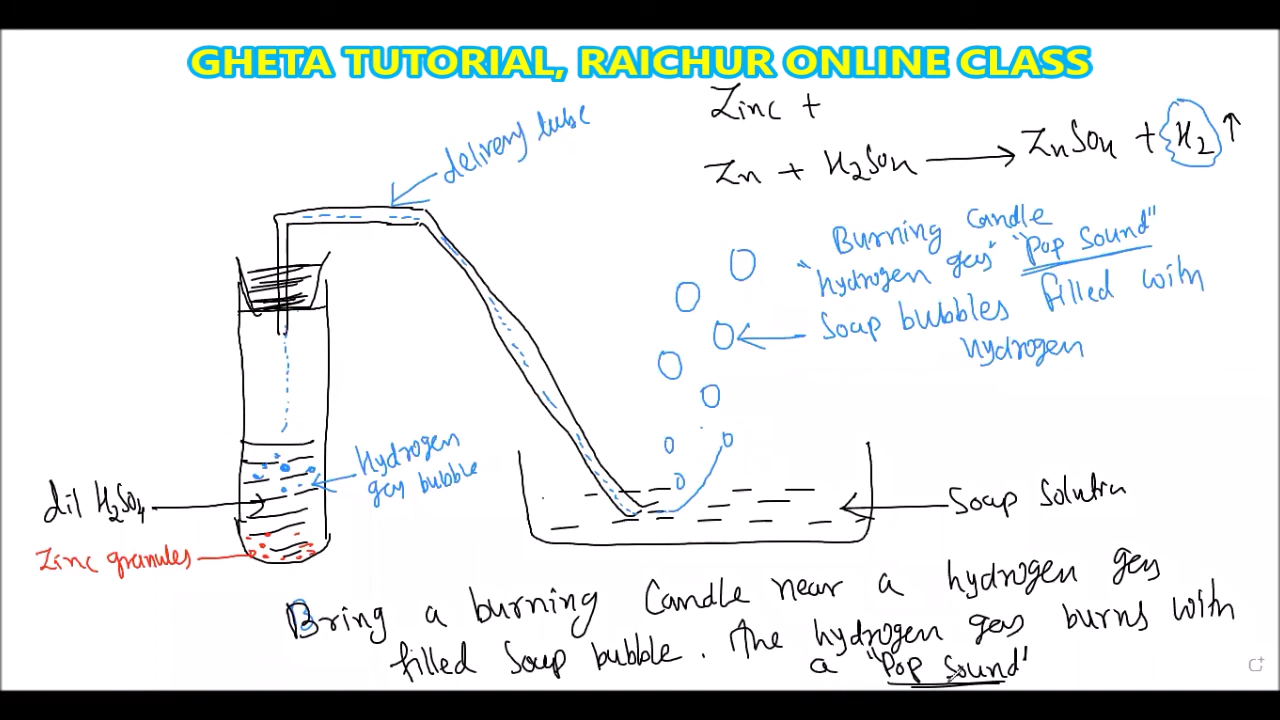 GHETA TUTORIAL, RAICHUR ONLINE CLASS
Zinc +
Zn + H2SO4 → ZnSO4 + H2 ↑
delivery tube
Burning Candle
"hydrogen gas" "Pop Sound"
Soap bubbles filled with
hydrogen
Hydrogen
gas bubble
dil H2SO4
Zinc granules
Soap Solution
Bring a burning Candle near a hydrogen gas
filled Soap bubble. The hydrogen gas burns with
a "Pop Sound"